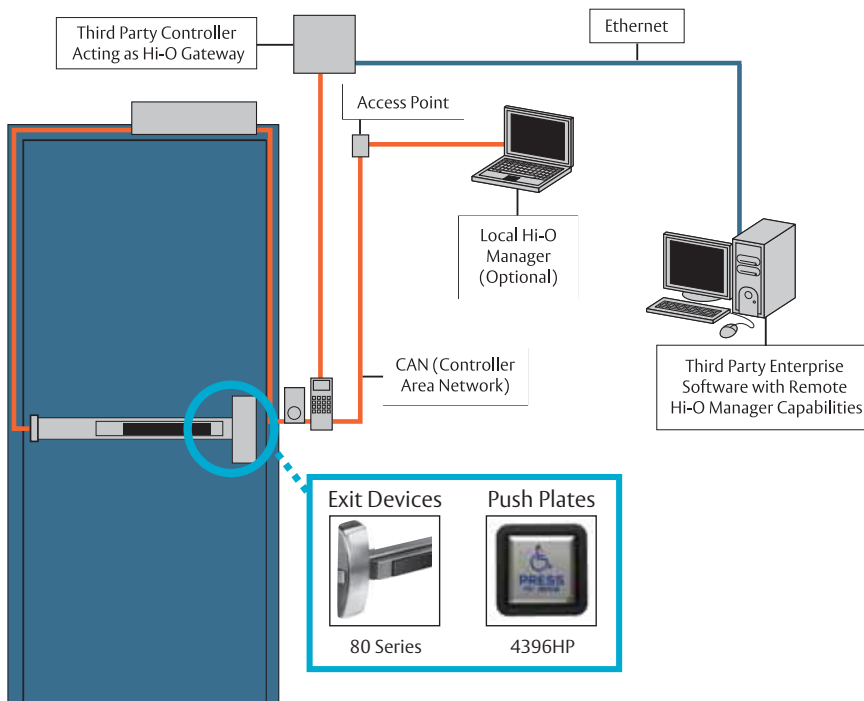 Third Party Controller
Acting as Hi-O Gateway
Ethernet
Access Point
Local Hi-O
Manager
(Optional)
CAN (Controller
Area Network)
Third Party Enterprise
Software with Remote
Hi-O Manager Capabilities
Exit Devices
Push Plates
PRESS
80 Series
4396HP